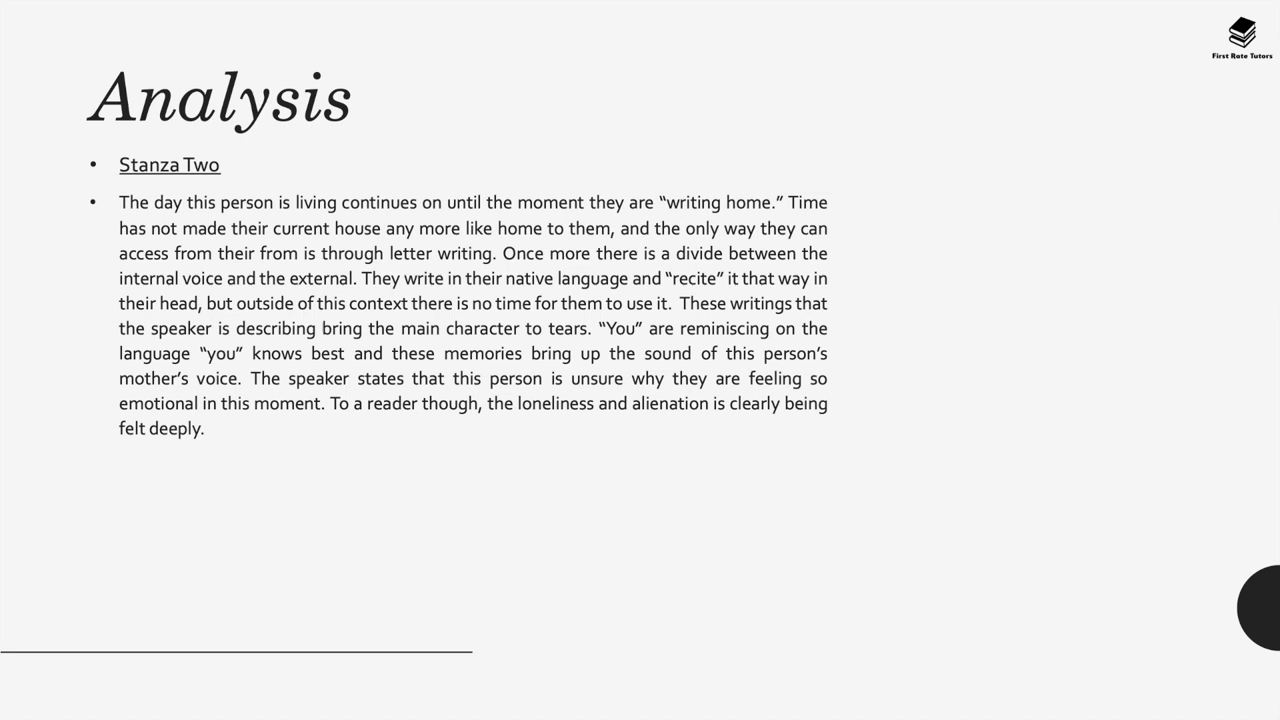 First Rate Tutors
Analysis
• Stanza Two
• The day this person is living continues on until the moment they are “writing home.” Time
has not made their current house any more like home to them, and the only way they can
access from their from is through letter writing. Once more there is a divide between the
internal voice and the external. They write in their native language and “recite” it that way in
their head, but outside of this context there is no time for them to use it.  These writings that
the speaker is describing bring the main character to tears. “You” are reminiscing on the
language “you” knows best and these memories bring up the sound of this person’s
mother’s voice. The speaker states that this person is unsure why they are feeling so
emotional in this moment. To a reader though, the loneliness and alienation is clearly being
felt deeply.